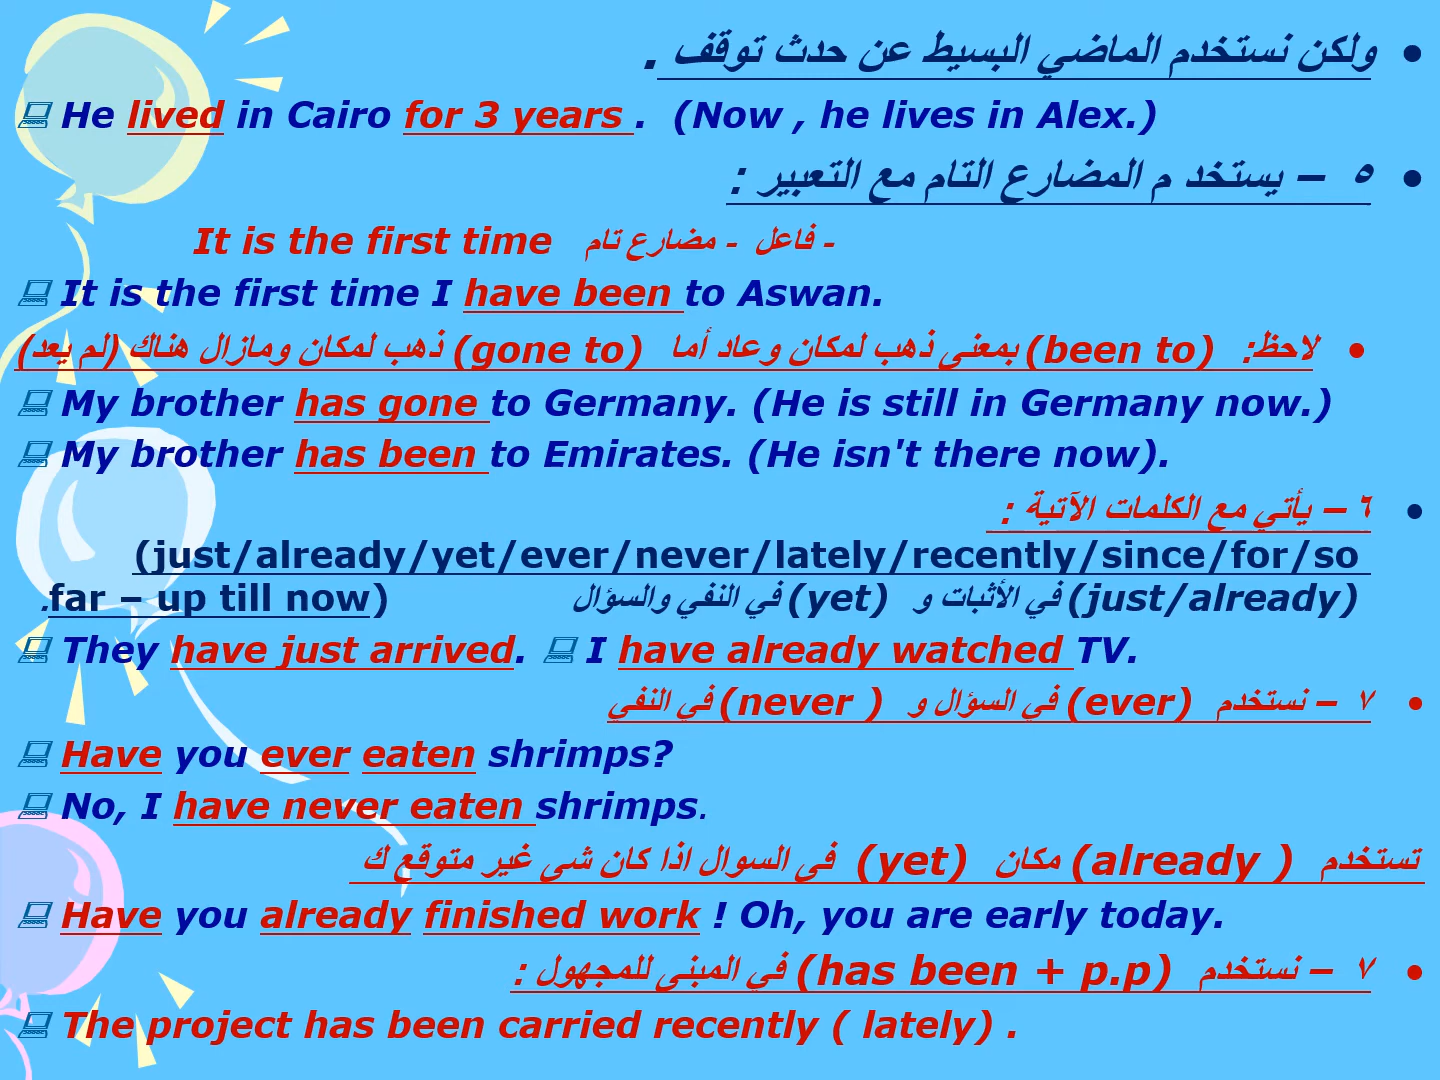 • ولكن نستخدم الماضي البسيط عن حدث توقف .
He lived in Cairo for 3 years . (Now , he lives in Alex.)
• ٥ – يستخد م المضارع التام مع التعبير :
It is the first time - فاعل - مضارع تام
It is the first time I have been to Aswan.
• لاحظ: (been to) بمعنى ذهب لمكان وعاد أما (gone to) ذهب لمكان ومازال هناك (لم يعد)
My brother has gone to Germany. (He is still in Germany now.)
My brother has been to Emirates. (He isn't there now).
• ٦ – يأتي مع الكلمات الآتية :
(just/already/yet/ever/never/lately/recently/since/for/so
far – up till now). (just/already) في الأثبات و (yet) في النفي والسؤال
They have just arrived. I have already watched TV.
• ٧ – نستخدم (ever) في السؤال و (never ) في النفي
Have you ever eaten shrimps?
No, I have never eaten shrimps.
تستخدم (already ) مكان (yet) فى السوال اذا كان شى غير متوقع ك
Have you already finished work ! Oh, you are early today.
• ٧ – نستخدم (has been + p.p) في المبنى للمجهول :
The project has been carried recently ( lately) .